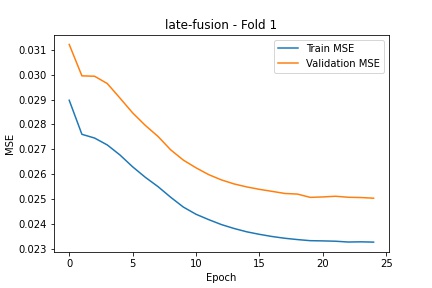 late-fusion - Fold 1
Train MSE
Validation MSE
0.031
0.030
0.029
0.028
0.027
0.026
0.025
0.024
0.023
MSE
0 5 10 15 20 25
Epoch